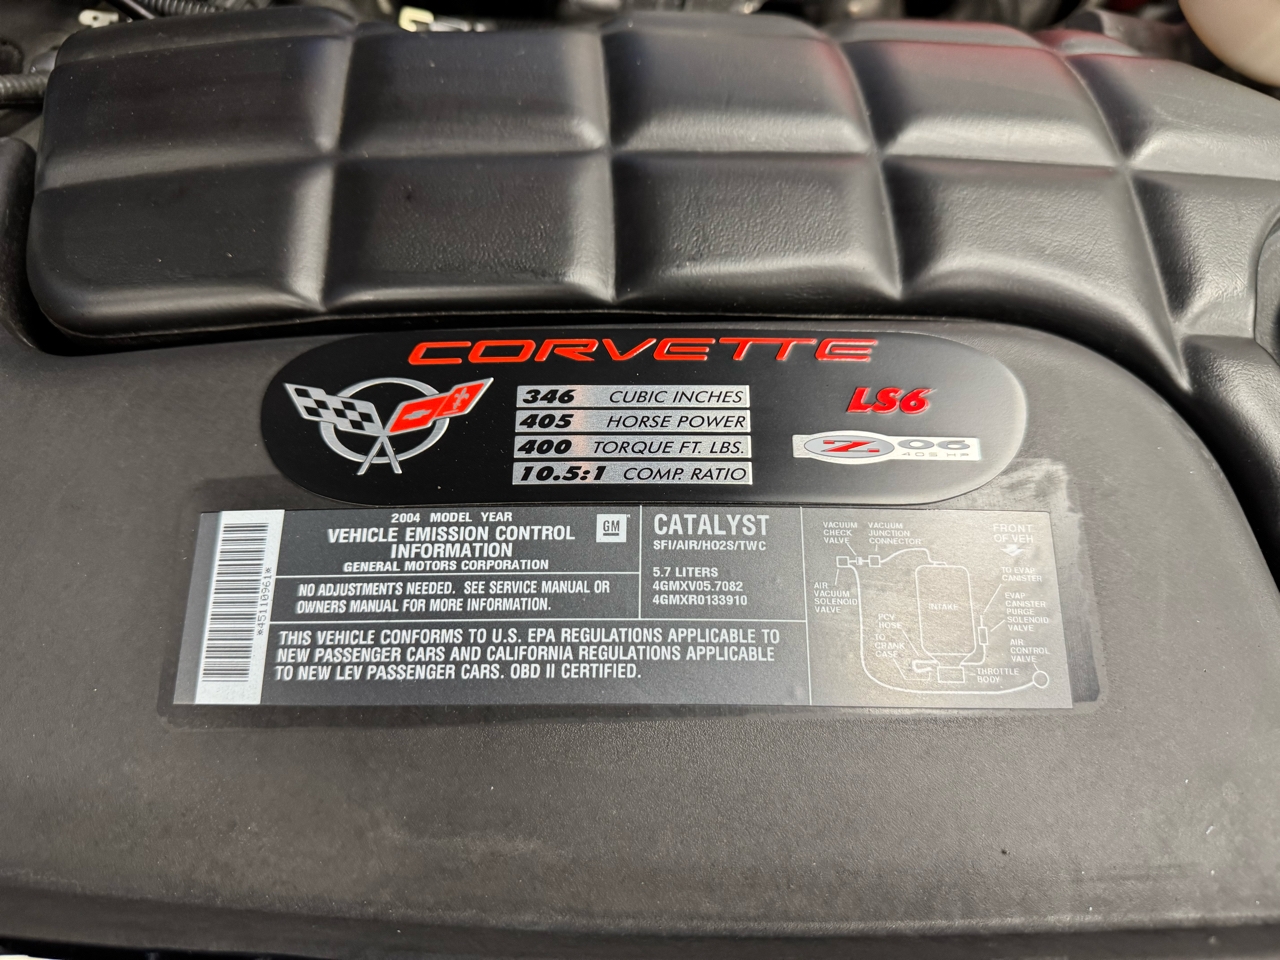 CORVETTE
346 CUBIC INCHES
405 HORSE POWER
400 TORQUE FT. LBS.
10.5:1 COMP. RATIO
LS6
Z06
405 HP
*45110961*
2004 MODEL YEAR
VEHICLE EMISSION CONTROL
INFORMATION
GENERAL MOTORS CORPORATION
GM
NO ADJUSTMENTS NEEDED. SEE SERVICE MANUAL OR
OWNERS MANUAL FOR MORE INFORMATION.
CATALYST
SFI/AIR/HO2S/TWC
5.7 LITERS
4GMXV05.7082
4GMXR0133910
THIS VEHICLE CONFORMS TO U.S. EPA REGULATIONS APPLICABLE TO
NEW PASSENGER CARS AND CALIFORNIA REGULATIONS APPLICABLE
TO NEW LEV PASSENGER CARS. OBD II CERTIFIED.
VACUUM
CHECK
VALVE
VACUUM
JUNCTION
CONNECTOR
FRONT
OF VEH
TO EVAP
CANISTER
AIR
VACUUM
SOLENOID
VALVE
INTAKE
EVAP
CANISTER
PURGE
SOLENOID
VALVE
PCV
HOSE
TO
CRANK
CASE
AIR
CONTROL
VALVE
THROTTLE
BODY